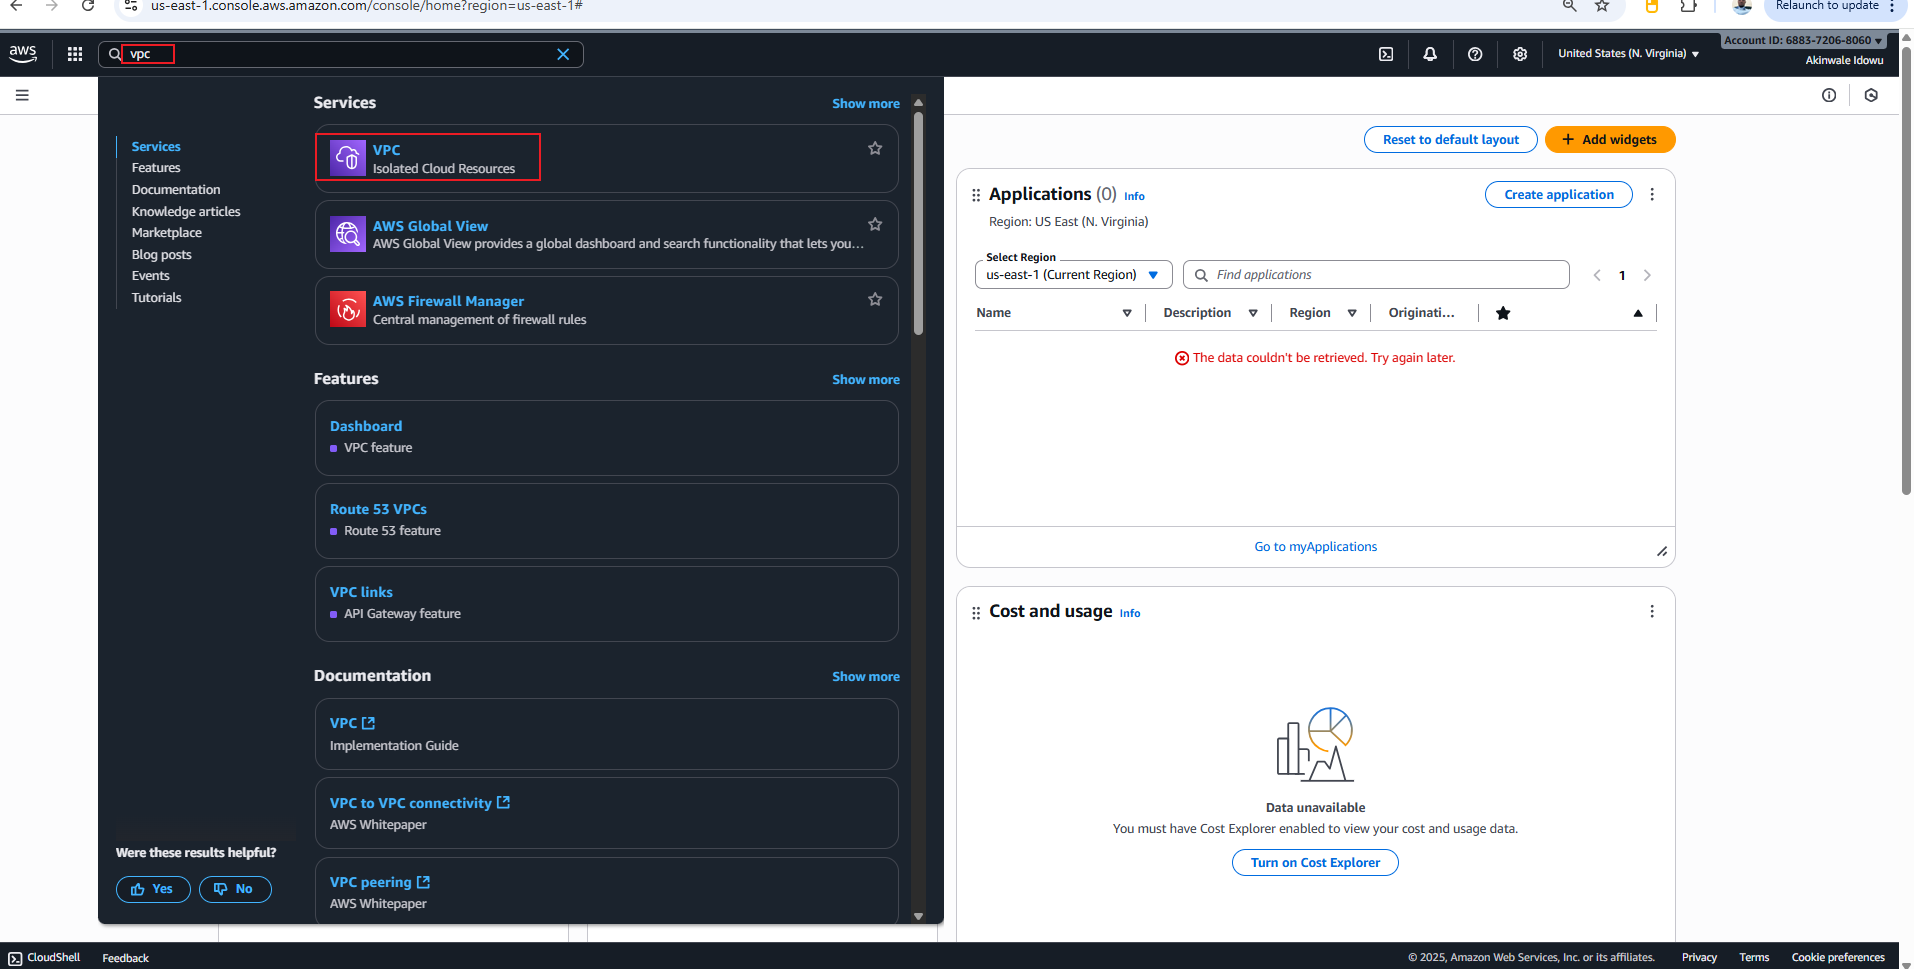 us-east-1.console.aws.amazon.com/console/home?region=us-east-1#
Relaunch to update
aws
vpc
United States (N. Virginia)
Account ID: 6883-7206-8060
Akinwale Idowu
Services
Features
Documentation
Knowledge articles
Marketplace
Blog posts
Events
Tutorials
Were these results helpful?
Yes
No
Services
Show more
VPC
Isolated Cloud Resources
AWS Global View
AWS Global View provides a global dashboard and search functionality that lets you...
AWS Firewall Manager
Central management of firewall rules
Features
Show more
Dashboard
VPC feature
Route 53 VPCs
Route 53 feature
VPC links
API Gateway feature
Documentation
Show more
VPC
Implementation Guide
VPC to VPC connectivity
AWS Whitepaper
VPC peering
AWS Whitepaper
Reset to default layout
+ Add widgets
Applications (0) Info
Create application
Region: US East (N. Virginia)
Select Region
us-east-1 (Current Region)
Find applications
1
Name Description Region Originati...
The data couldn't be retrieved. Try again later.
Go to myApplications
Cost and usage Info
Data unavailable
You must have Cost Explorer enabled to view your cost and usage data.
Turn on Cost Explorer
CloudShell Feedback
© 2025, Amazon Web Services, Inc. or its affiliates. Privacy Terms Cookie preferences